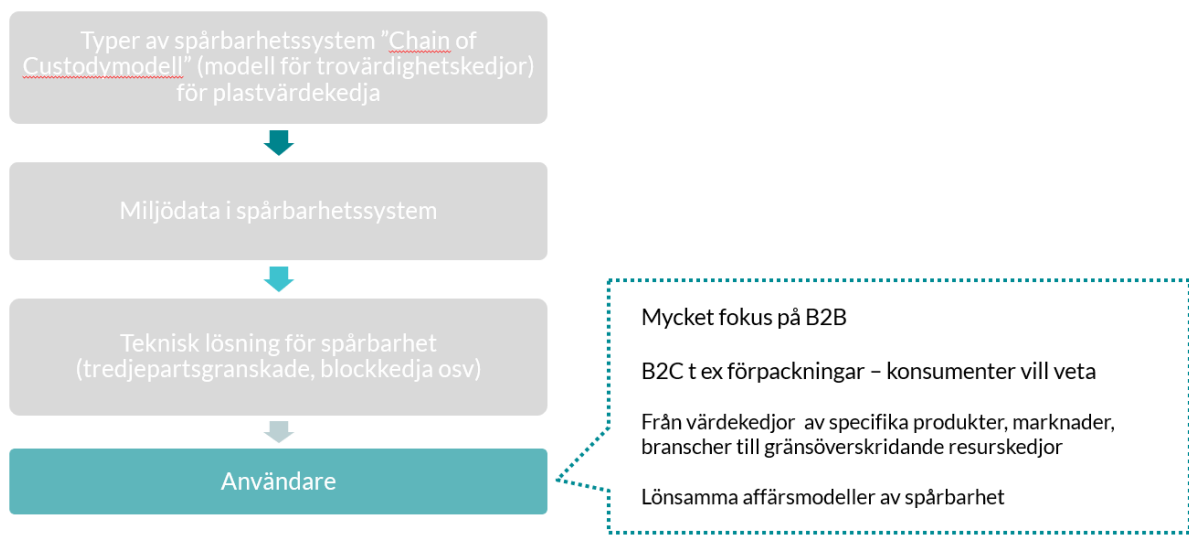 Typer av spårbarhetssystem ”Chain of
Custodymodell” (modell för trovärdighetskedjor)
för plastvärdekedja
Miljödata i spårbarhetssystem
Teknisk lösning för spårbarhet
(tredjepartsgranskade, blockkedja osv)
Användare
Mycket fokus på B2B
B2C t ex förpackningar – konsumenter vill veta
Från värdekedjor  av specifika produkter, marknader,
branscher till gränsöverskridande resurskedjor
Lönsamma affärsmodeller av spårbarhet